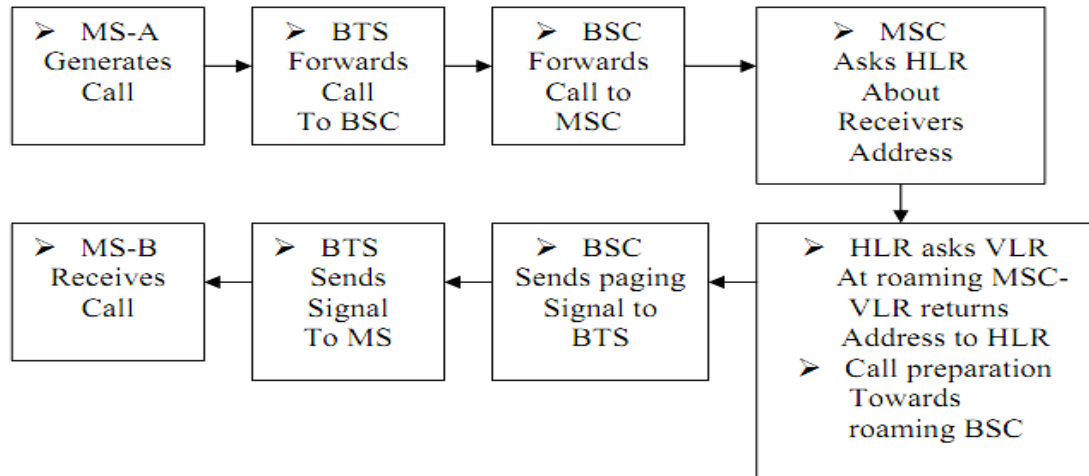 ➢ MS-A
Generates
Call
➢ BTS
Forwards
Call
To BSC
➢ BSC
Forwards
Call to
MSC
➢ MSC
Asks HLR
About
Receivers
Address
➢ HLR asks VLR
At roaming MSC-
VLR returns
Address to HLR
➢ Call preparation
Towards
roaming BSC
➢ BSC
Sends paging
Signal to
BTS
➢ BTS
Sends
Signal
To MS
➢ MS-B
Receives
Call